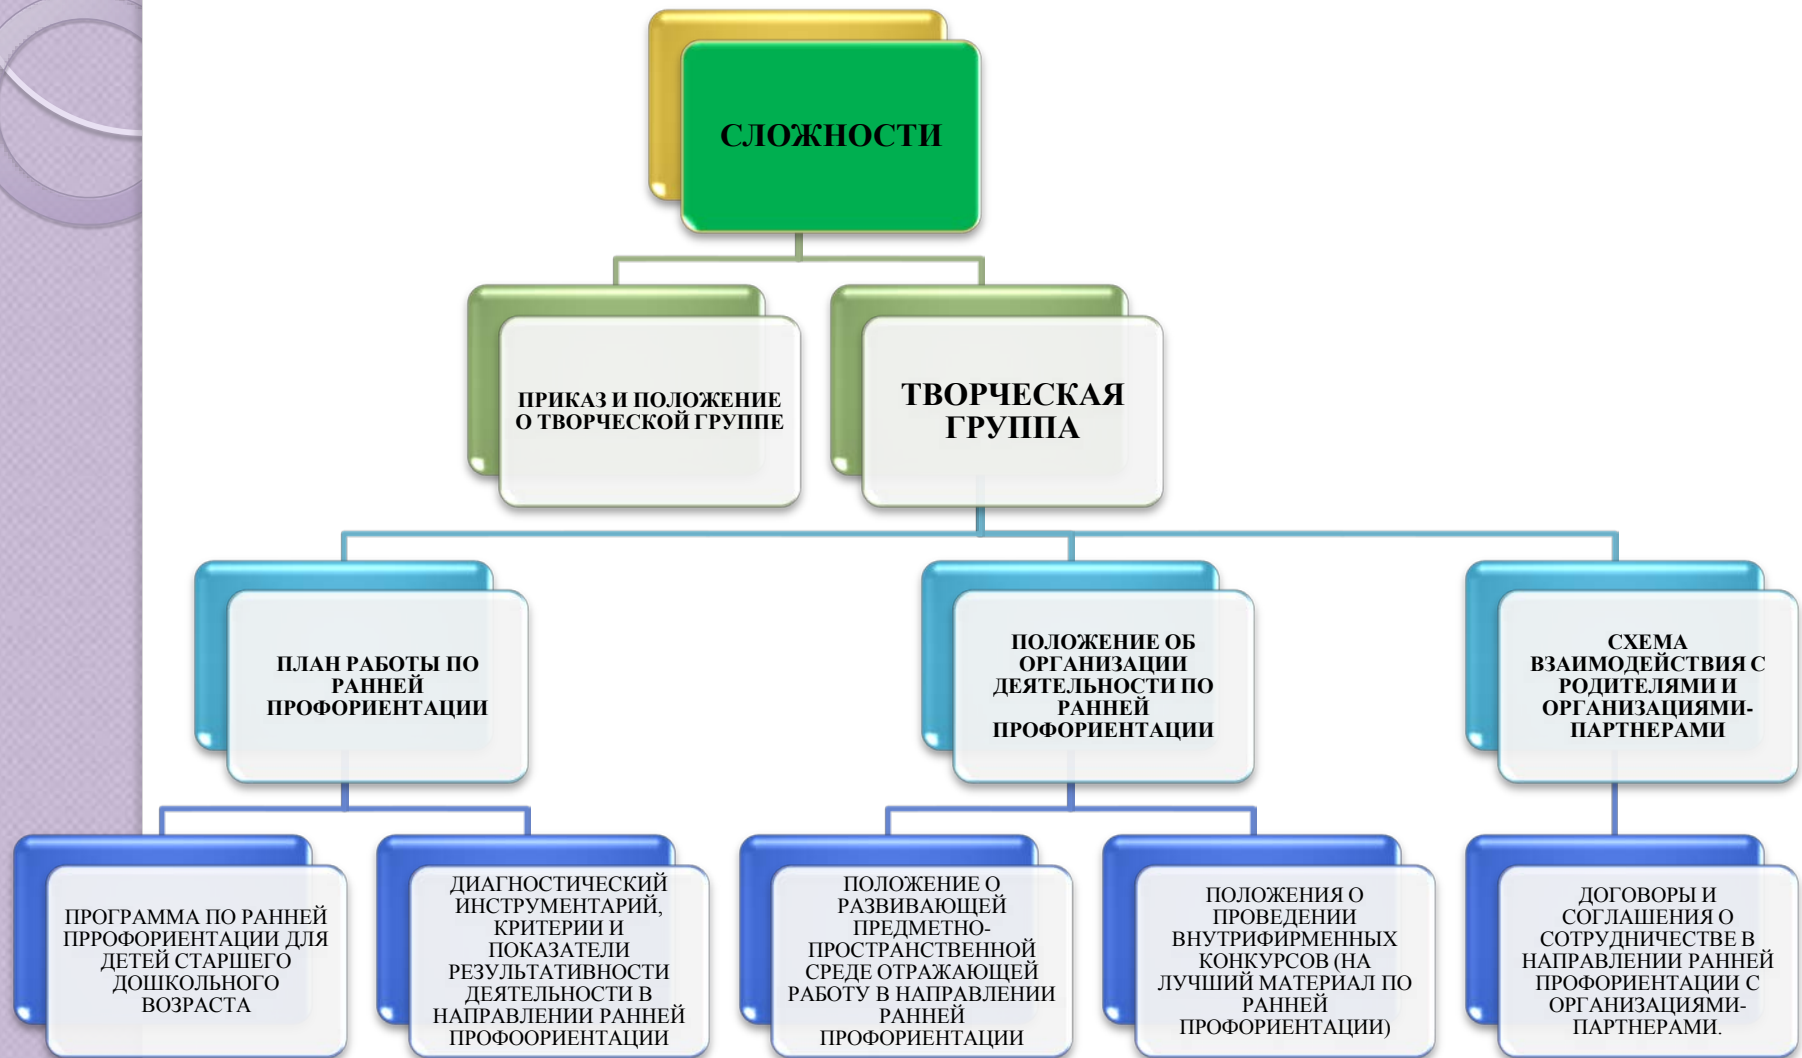 СЛОЖНОСТИ
ПРИКАЗ И ПОЛОЖЕНИЕ
О ТВОРЧЕСКОЙ ГРУППЕ
ТВОРЧЕСКАЯ
ГРУППА
ПЛАН РАБОТЫ ПО
РАННЕЙ
ПРОФОРИЕНТАЦИИ
ПОЛОЖЕНИЕ ОБ
ОРГАНИЗАЦИИ
ДЕЯТЕЛЬНОСТИ ПО
РАННЕЙ
ПРОФОРИЕНТАЦИИ
СХЕМА
ВЗАИМОДЕЙСТВИЯ С
РОДИТЕЛЯМИ И
ОРГАНИЗАЦИЯМИ-
ПАРТНЕРАМИ
ПРОГРАММА ПО РАННЕЙ
ПРРОФОРИЕНТАЦИИ ДЛЯ
ДЕТЕЙ СТАРШЕГО
ДОШКОЛЬНОГО
ВОЗРАСТА
ДИАГНОСТИЧЕСКИЙ
ИНСТРУМЕНТАРИЙ,
КРИТЕРИИ И
ПОКАЗАТЕЛИ
РЕЗУЛЬТАТИВНОСТИ
ДЕЯТЕЛЬНОСТИ В
НАПРАВЛЕНИИ РАННЕЙ
ПРОФООРИЕНТАЦИИ
ПОЛОЖЕНИЕ О
РАЗВИВАЮЩЕЙ
ПРЕДМЕТНО-
ПРОСТРАНСТВЕННОЙ
СРЕДЕ ОТРАЖАЮЩЕЙ
РАБОТУ В НАПРАВЛЕНИИ
РАННЕЙ
ПРОФОРИЕНТАЦИИ
ПОЛОЖЕНИЯ О
ПРОВЕДЕНИИ
ВНУТРИФИРМЕННЫХ
КОНКУРСОВ (НА
ЛУЧШИЙ МАТЕРИАЛ ПО
РАННЕЙ
ПРОФОРИЕНТАЦИИ)
ДОГОВОРЫ И
СОГЛАШЕНИЯ О
СОТРУДНИЧЕСТВЕ В
НАПРАВЛЕНИИ РАННЕЙ
ПРОФОРИЕНТАЦИИ С
ОРГАНИЗАЦИЯМИ-
ПАРТНЕРАМИ.